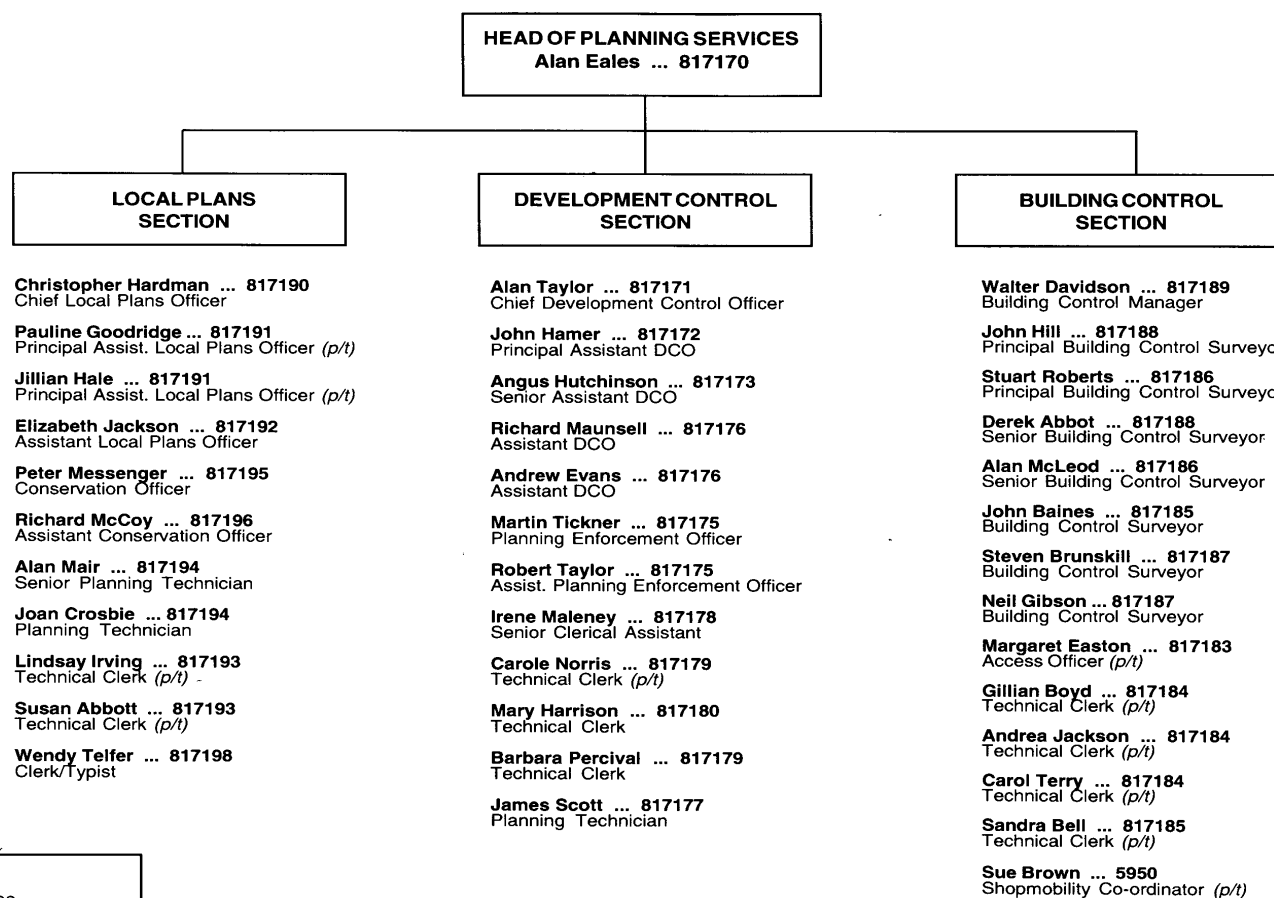 HEAD OF PLANNING SERVICES
Alan Eales ... 817170
LOCAL PLANS
SECTION
Christopher Hardman ... 817190
Chief Local Plans Officer
Pauline Goodridge ... 817191
Principal Assist. Local Plans Officer (p/t)
Jillian Hale ... 817191
Principal Assist. Local Plans Officer (p/t)
Elizabeth Jackson ... 817192
Assistant Local Plans Officer
Peter Messenger ... 817195
Conservation Officer
Richard McCoy ... 817196
Assistant Conservation Officer
Alan Mair ... 817194
Senior Planning Technician
Joan Crosbie ... 817194
Planning Technician
Lindsay Irving ... 817193
Technical Clerk (p/t)
Susan Abbott ... 817193
Technical Clerk (p/t)
Wendy Telfer ... 817198
Clerk/Typist
DEVELOPMENT CONTROL
SECTION
Alan Taylor ... 817171
Chief Development Control Officer
John Hamer ... 817172
Principal Assistant DCO
Angus Hutchinson ... 817173
Senior Assistant DCO
Richard Maunsell ... 817176
Assistant DCO
Andrew Evans ... 817176
Assistant DCO
Martin Tickner ... 817175
Planning Enforcement Officer
Robert Taylor ... 817175
Assist. Planning Enforcement Officer
Irene Maleney ... 817178
Senior Clerical Assistant
Carole Norris ... 817179
Technical Clerk (p/t)
Mary Harrison ... 817180
Technical Clerk
Barbara Percival ... 817179
Technical Clerk
James Scott ... 817177
Planning Technician
BUILDING CONTROL
SECTION
Walter Davidson ... 817189
Building Control Manager
John Hill ... 817188
Principal Building Control Surveyo
Stuart Roberts ... 817186
Principal Building Control Surveyo
Derek Abbot ... 817188
Senior Building Control Surveyor
Alan McLeod ... 817186
Senior Building Control Surveyor
John Baines ... 817185
Building Control Surveyor
Steven Brunskill ... 817187
Building Control Surveyor
Neil Gibson ... 817187
Building Control Surveyor
Margaret Easton ... 817183
Access Officer (p/t)
Gillian Boyd ... 817184
Technical Clerk (p/t)
Andrea Jackson ... 817184
Technical Clerk (p/t)
Carol Terry ... 817184
Technical Clerk (p/t)
Sandra Bell ... 817185
Technical Clerk (p/t)
Sue Brown ... 5950
Shopmobility Co-ordinator (p/t)